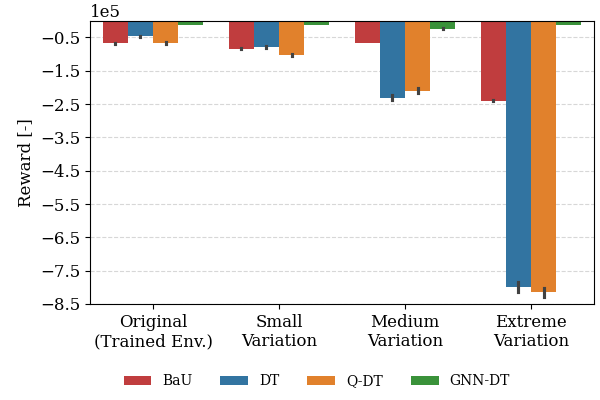 1e5
−0.5
−1.5
−2.5
−3.5
−4.5
−5.5
−6.5
−7.5
−8.5
Reward [-]
Original
(Trained Env.)
Small
Variation
Medium
Variation
Extreme
Variation
BaU
DT
Q-DT
GNN-DT